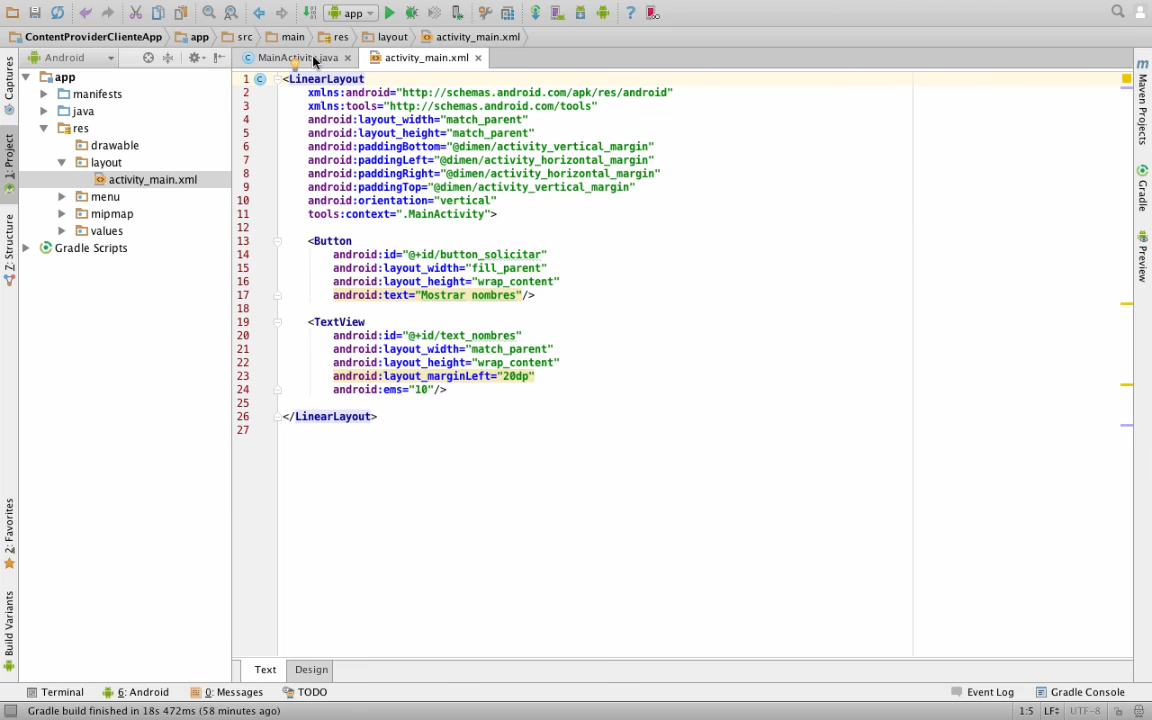 app
ContentProviderClienteApp app src main res layout activity_main.xml
Android
MainActivity.java activity_main.xml
app
manifests
java
res
drawable
layout
activity_main.xml
menu
mipmap
values
Gradle Scripts
Captures
1: Project
7: Structure
2: Favorites
Build Variants
1 <LinearLayout
2 xmlns:android="http://schemas.android.com/apk/res/android"
3 xmlns:tools="http://schemas.android.com/tools"
4 android:layout_width="match_parent"
5 android:layout_height="match_parent"
6 android:paddingBottom="@dimen/activity_vertical_margin"
7 android:paddingLeft="@dimen/activity_horizontal_margin"
8 android:paddingRight="@dimen/activity_horizontal_margin"
9 android:paddingTop="@dimen/activity_vertical_margin"
10 android:orientation="vertical"
11 tools:context=".MainActivity">
12
13 <Button
14 android:id="@+id/button_solicitar"
15 android:layout_width="fill_parent"
16 android:layout_height="wrap_content"
17 android:text="Mostrar nombres"/>
18
19 <TextView
20 android:id="@+id/text_nombres"
21 android:layout_width="match_parent"
22 android:layout_height="wrap_content"
23 android:layout_marginLeft="20dp"
24 android:ems="10"/>
25
26 </LinearLayout>
27
Maven Projects
Gradle
Preview
Text Design
Terminal 6: Android 0: Messages TODO Event Log Gradle Console
Gradle build finished in 18s 472ms (58 minutes ago) 1:5 LF÷ UTF-8÷